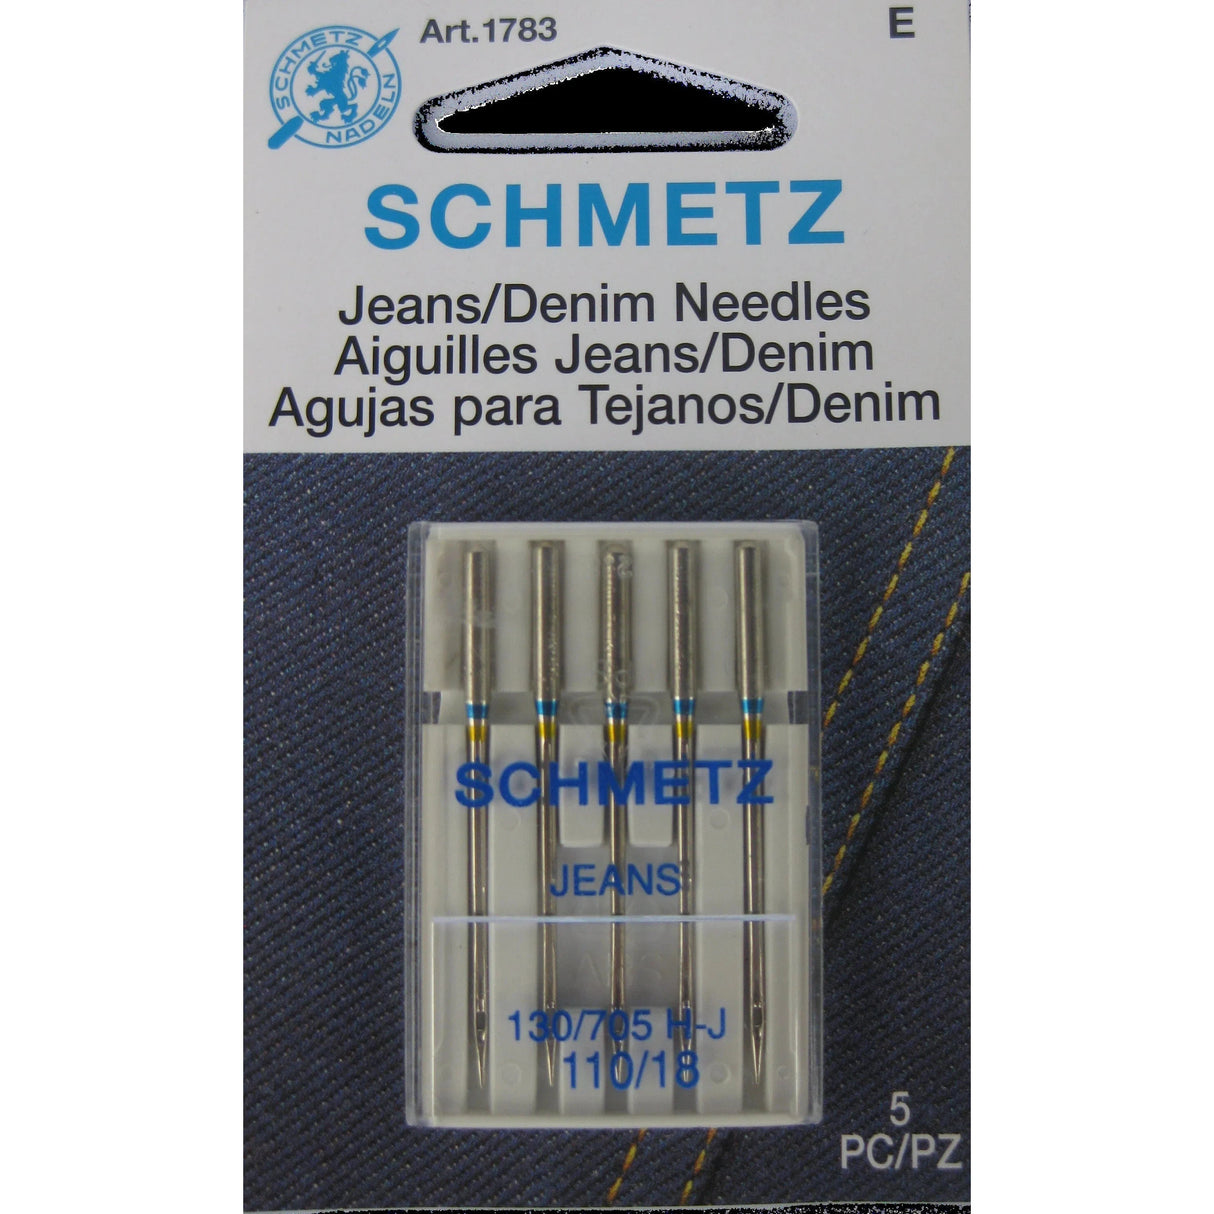 SCHMETZ NADELN
Art.1783
E
SCHMETZ
Jeans/Denim Needles
Aiguilles Jeans/Denim
Agujas para Tejanos/Denim
SCHMETZ
JEANS
130/705 H-J
110/18
5
PC/PZ